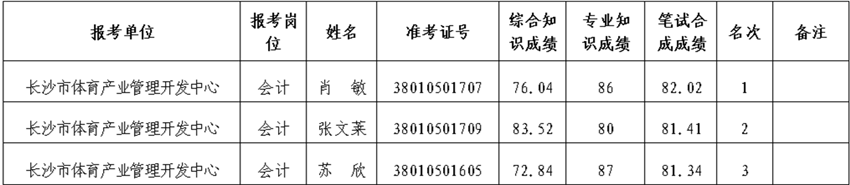 报考单位 报考岗位 姓名 准考证号 综合知识成绩 专业知识成绩 笔试合成成绩 名次 备注
长沙市体育产业管理开发中心 会计 肖 敏 38010501707 76.04 86 82.02 1
长沙市体育产业管理开发中心 会计 张文莱 38010501709 83.52 80 81.41 2
长沙市体育产业管理开发中心 会计 苏 欣 38010501605 72.84 87 81.34 3